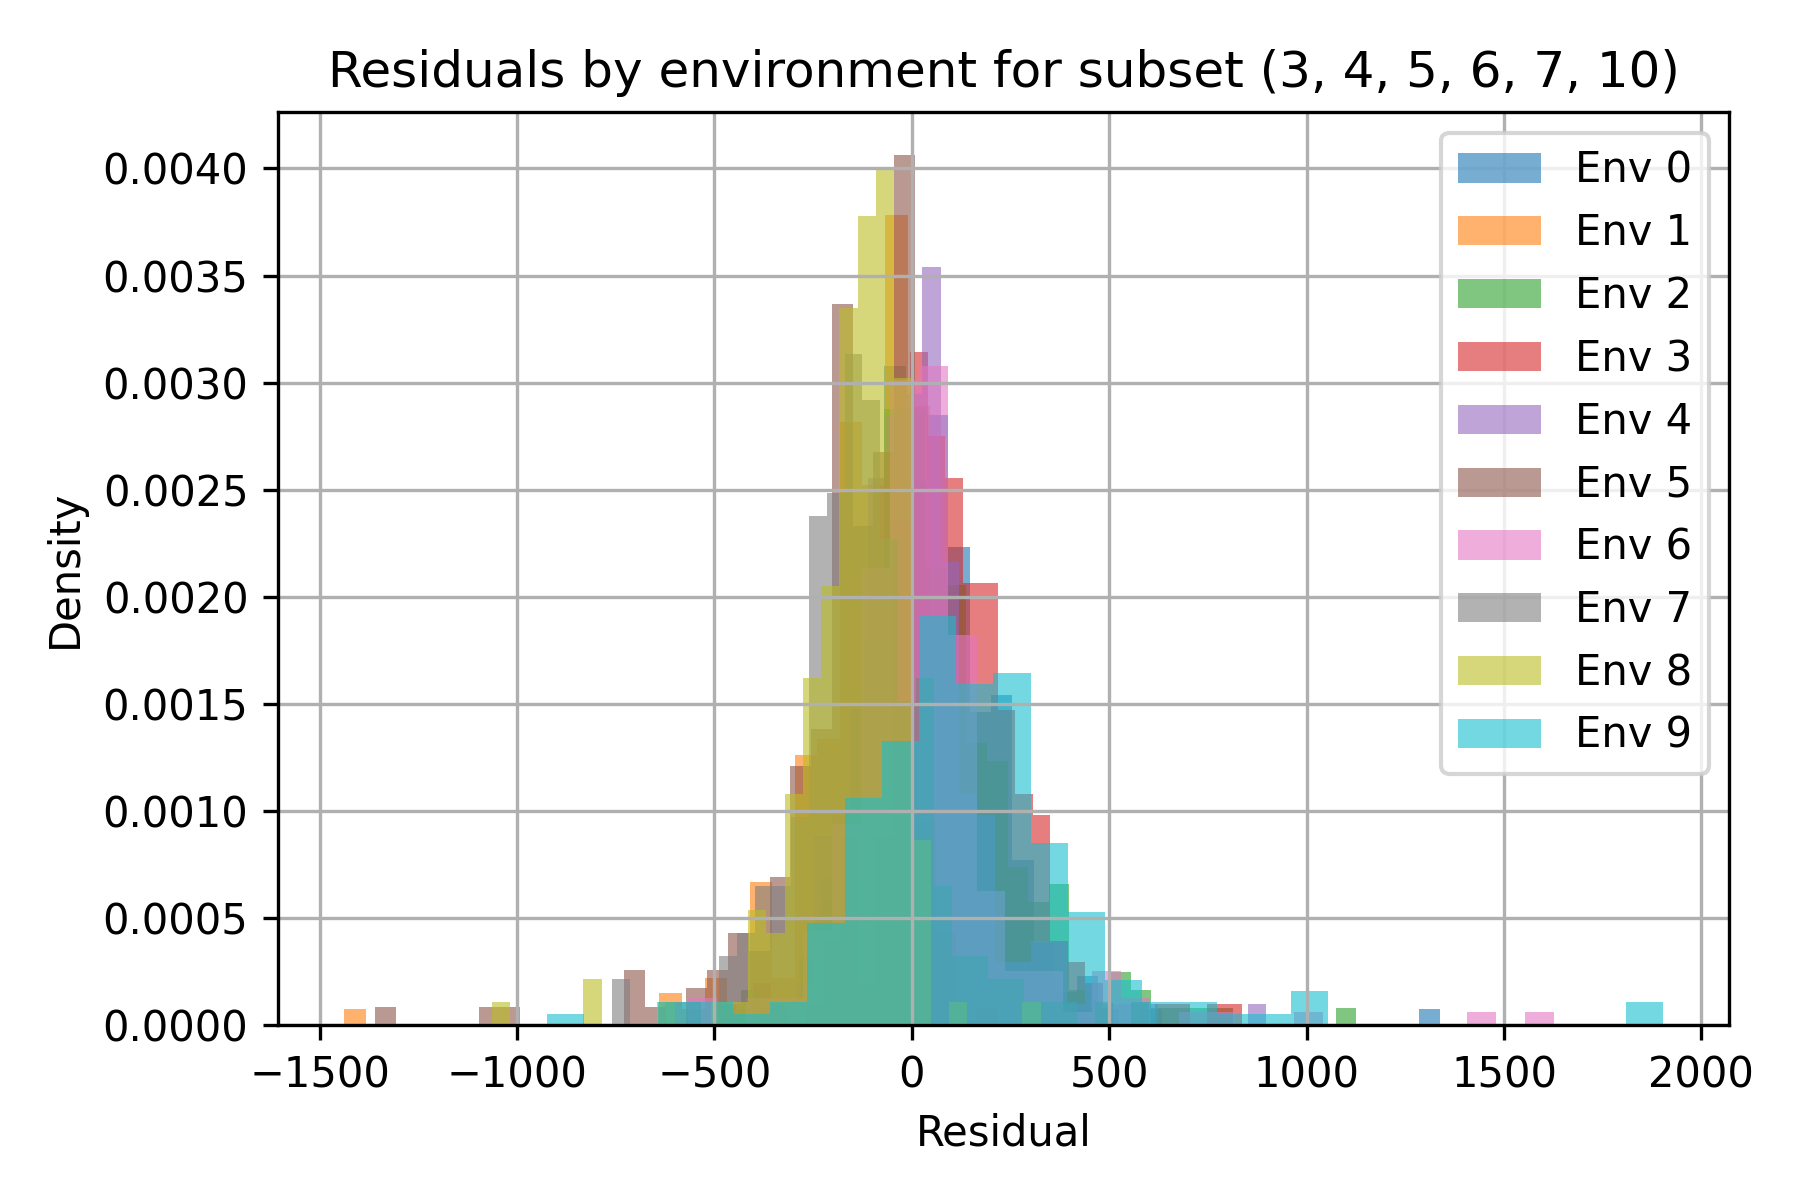 Residuals by environment for subset (3, 4, 5, 6, 7, 10)
0.0040
0.0035
0.0030
0.0025
0.0020
0.0015
0.0010
0.0005
0.0000
Density
Env 0
Env 1
Env 2
Env 3
Env 4
Env 5
Env 6
Env 7
Env 8
Env 9
−1500 −1000 −500 0 500 1000 1500 2000
Residual